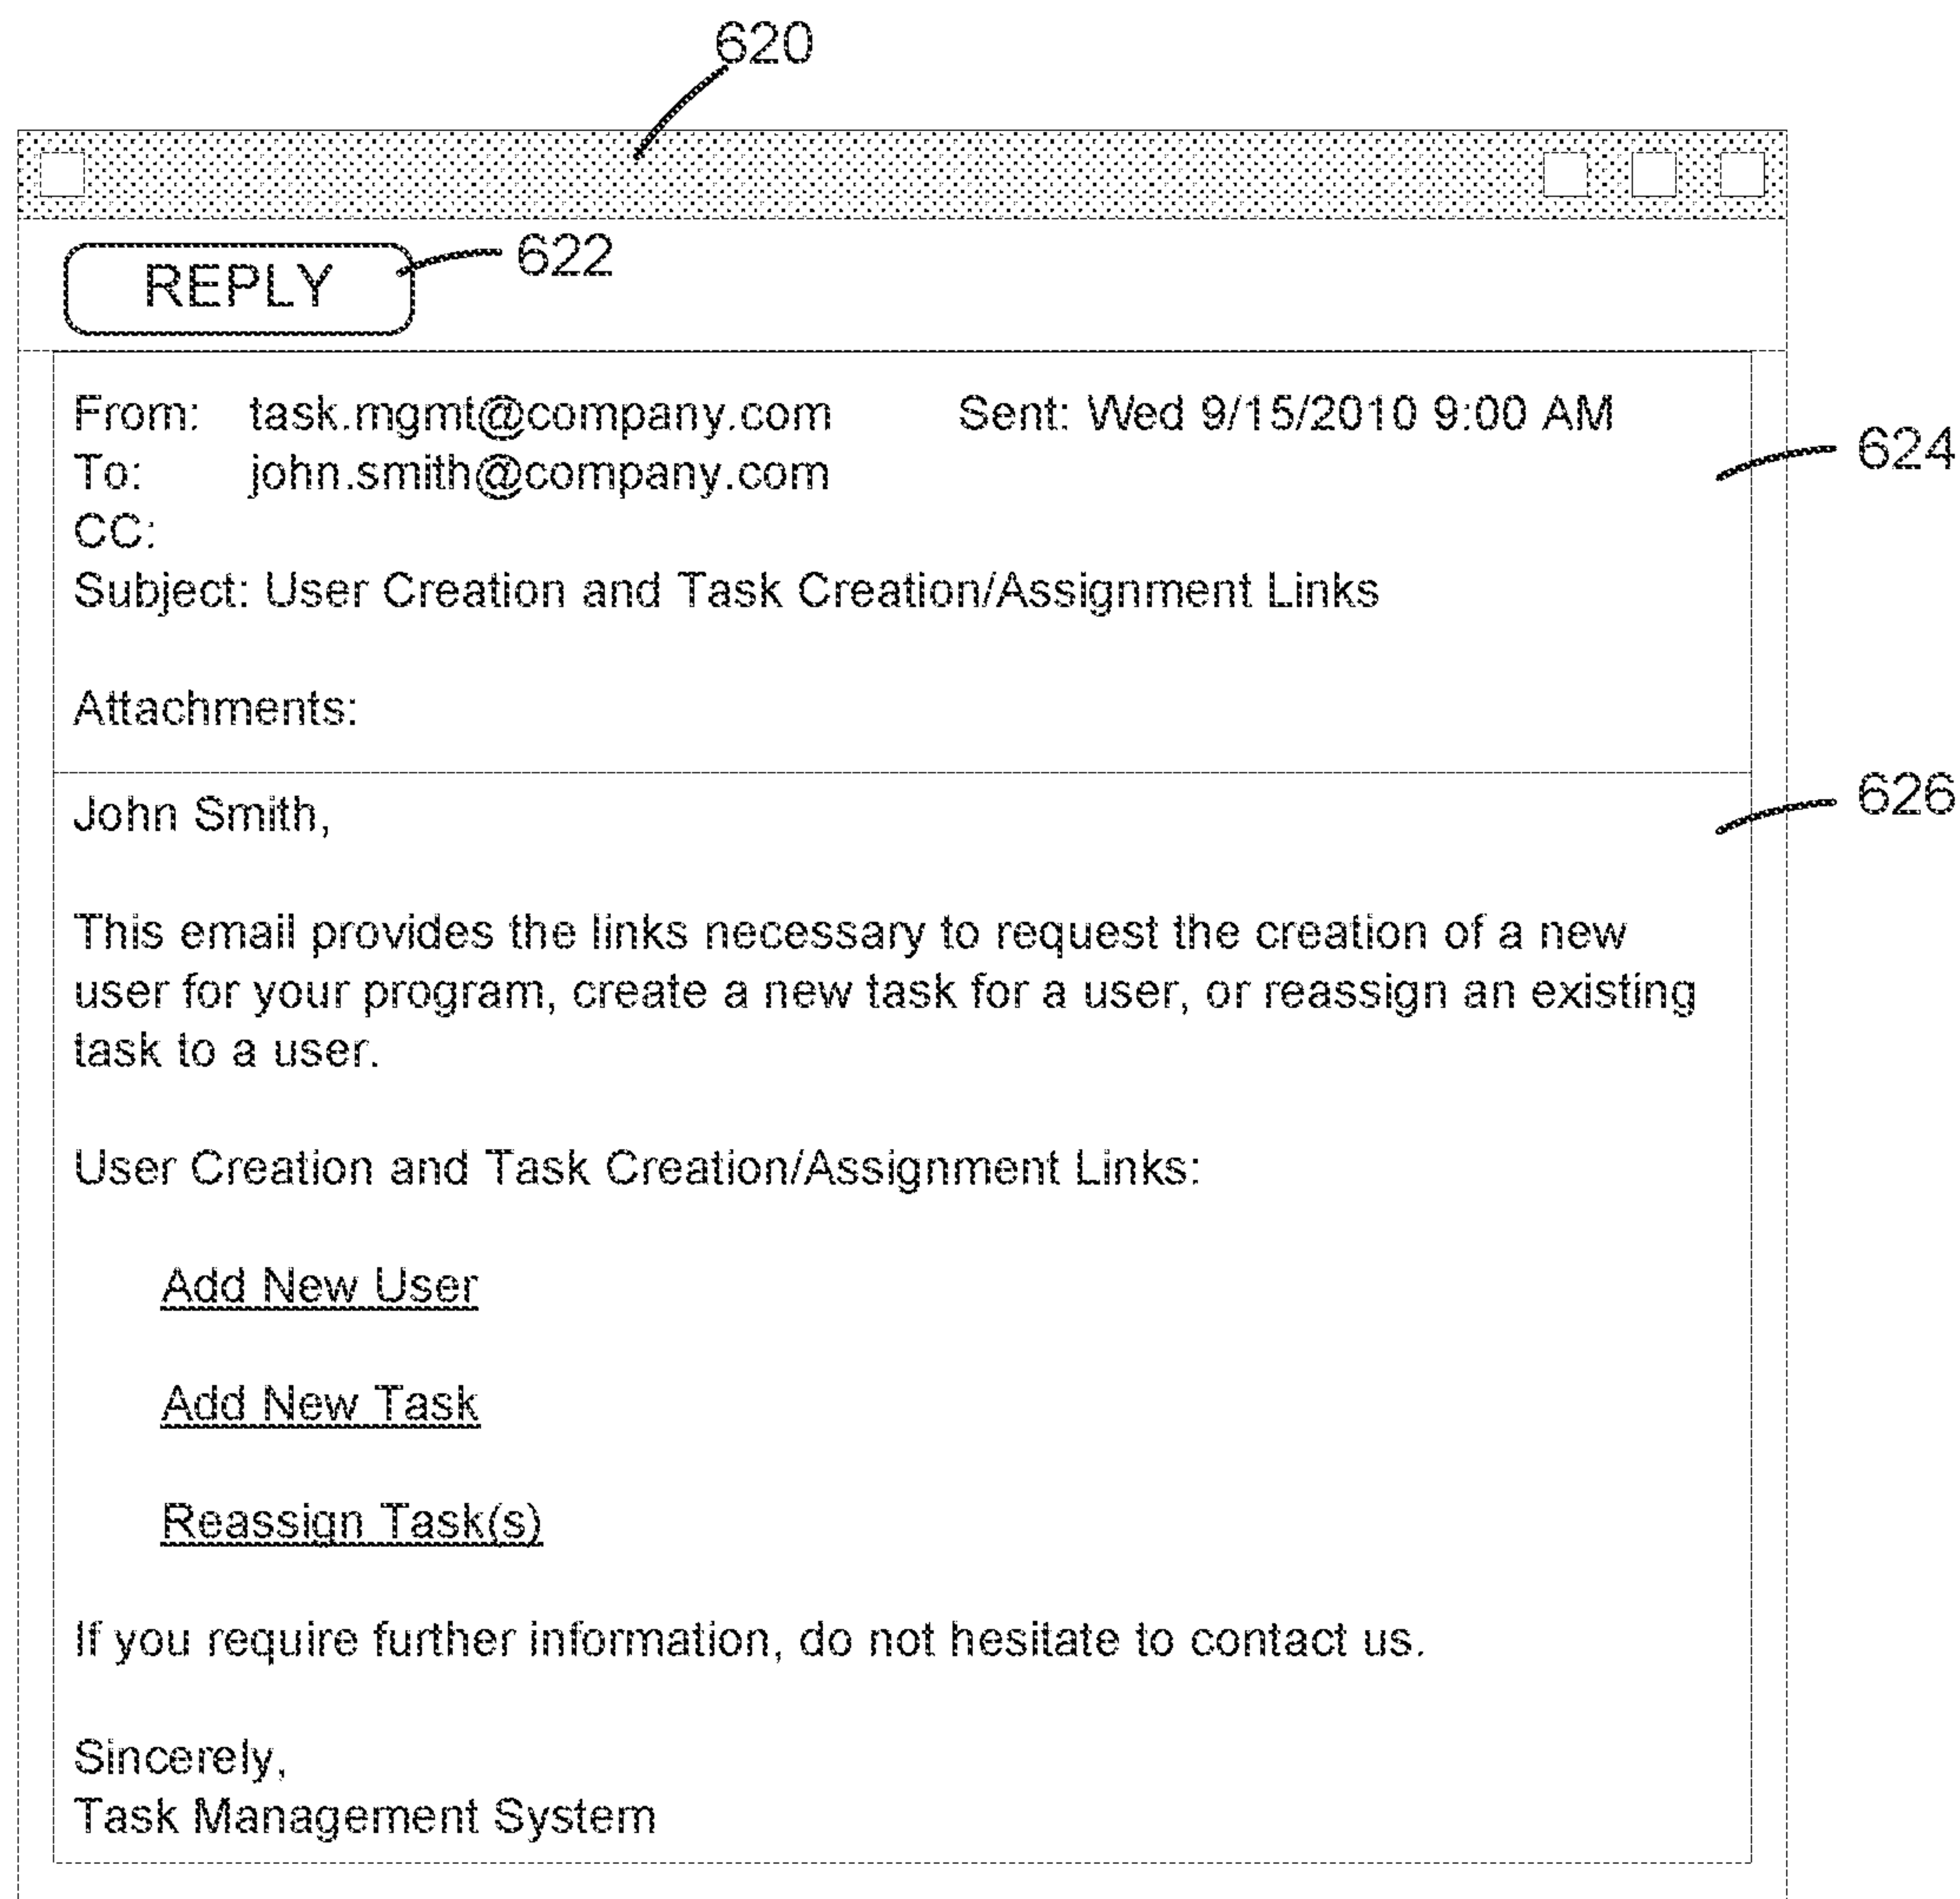 620
REPLY 622
From: task.mgmt@company.com Sent: Wed 9/15/2010 9:00 AM
624
To: john.smith@company.com
CC:
Subject: User Creation and Task Creation/Assignment Links
Attachments:
626
John Smith,
This email provides the links necessary to request the creation of a new
user for your program, create a new task for a user, or reassign an existing
task to a user.
User Creation and Task Creation/Assignment Links:
Add New User
Add New Task
Reassign Task(s)
If you require further information, do not hesitate to contact us.
Sincerely,
Task Management System